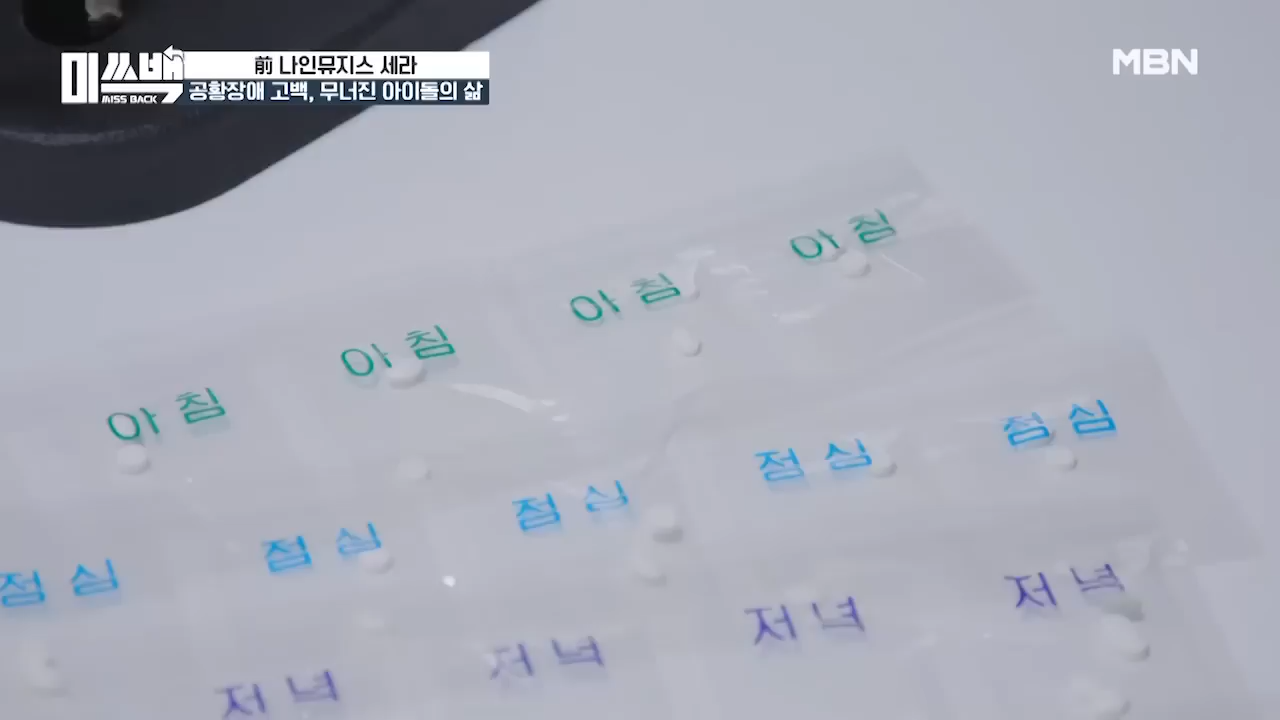 미쓰백
MISS BACK
前 나인뮤지스 세라
공황장애 고백, 무너진 아이돌의 삶
MBN
아침 아침 아침 아침
점심 점심 점심 점심 점심
저녁 저녁 저녁 저녁